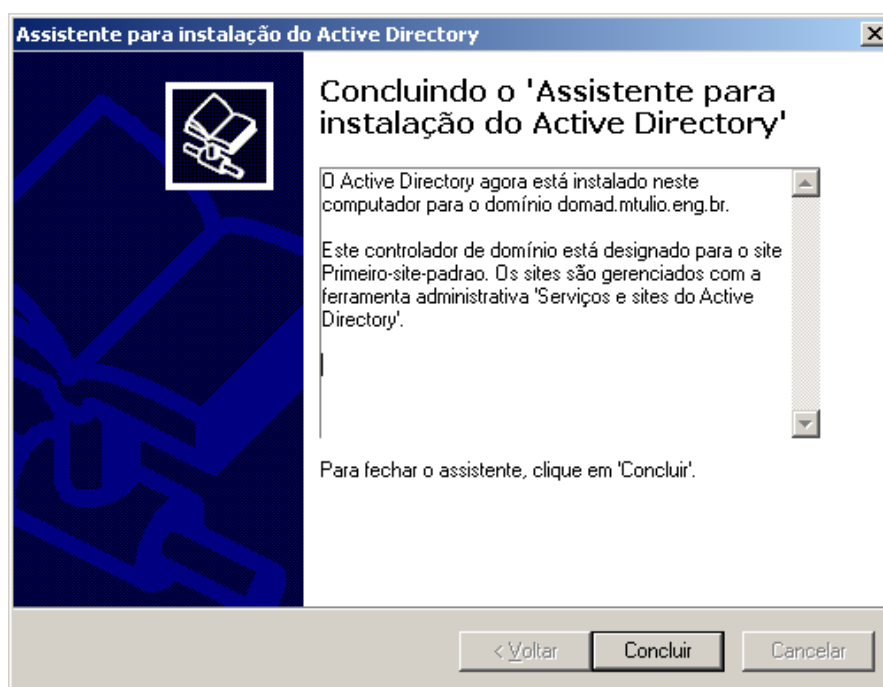 Assistente para instalação do Active Directory
Concluindo o 'Assistente para
instalação do Active Directory'
O Active Directory agora está instalado neste
computador para o domínio domad.mtulio.eng.br.
Este controlador de domínio está designado para o site
Primeiro-site-padrao. Os sites são gerenciados com a
ferramenta administrativa 'Serviços e sites do Active
Directory'.
Para fechar o assistente, clique em 'Concluir'.
< Voltar
Concluir
Cancelar